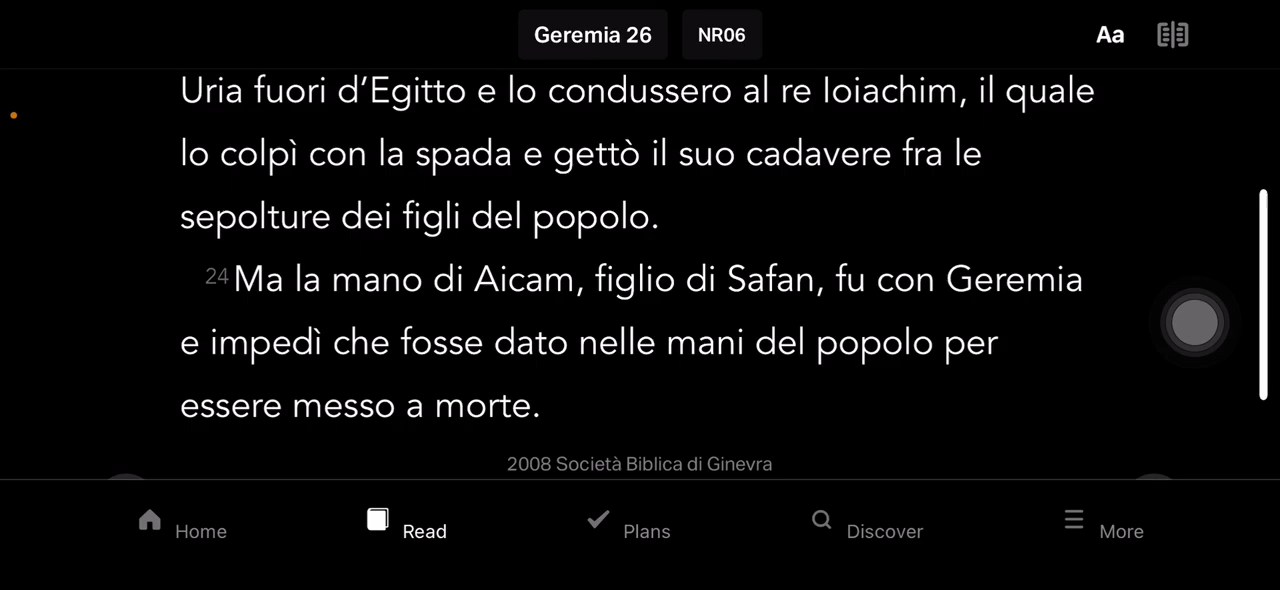 Geremia 26 NR06 Aa
Uria fuori d’Egitto e lo condussero al re Ioiachim, il quale
lo colpì con la spada e gettò il suo cadavere fra le
sepolture dei figli del popolo.
24 Ma la mano di Aicam, figlio di Safan, fu con Geremia
e impedì che fosse dato nelle mani del popolo per
essere messo a morte.
2008 Società Biblica di Ginevra
Home Read Plans Discover More